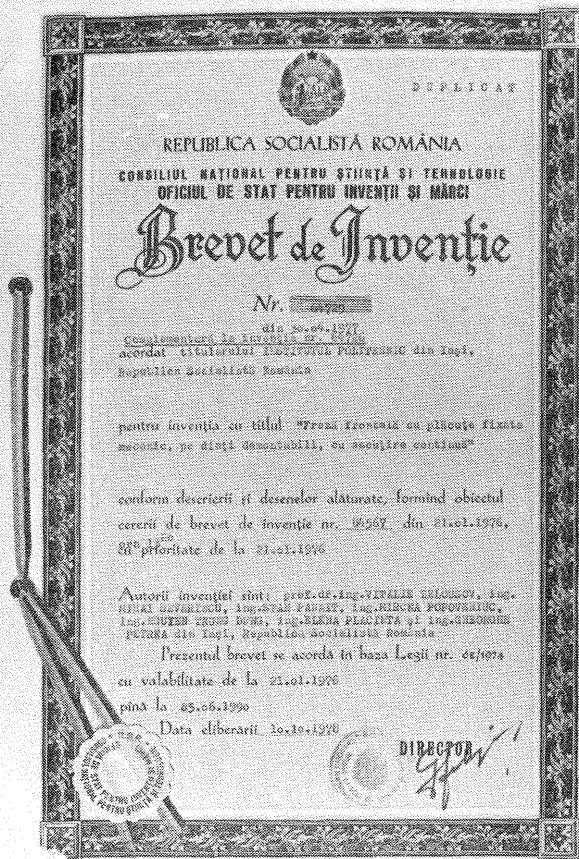 DUPLICAT
REPUBLICA SOCIALISTĂ ROMÂNIA
CONSILIUL NAȚIONAL PENTRU ȘTIINȚĂ ȘI TEHNOLOGIE
OFICIUL DE STAT PENTRU INVENȚII ȘI MĂRCI
Brevet de Invenție
Nr.
din 30.04.1977
Complementară la invenția nr.
acordat titularului INSTITUTUL POLITEHNIC din Iași,
Republica Socialistă România
pentru invenția cu titlul "Freză frontală cu plăcuțe fixate
mecanic, pe dinți demontabili, cu ascuțire continuă"
conform descrierii și desenelor alăturate, formînd obiectul
cererii de brevet de invenție nr. 84567 din 21.01.1976,
cu prioritate de la 21.01.1976
Autorii invenției sînt: prof.dr.ing.VITALIE BELOUSOV, ing.
MIHAI SEVERINCU, ing.STAN PANAIT, ing.MIRCEA POPOVENIUC,
ing.NGUYEN TRONG DUNG, ing.ELENA PLACINTA și ing.GHEORGHE
PETREA din Iași, Republica Socialistă România
Prezentul brevet se acordă în baza Legii nr. 62/1974
cu valabilitate de la 21.01.1976
pînă la 05.06.1990
Data eliberării 10.10.1978
DIRECTOR